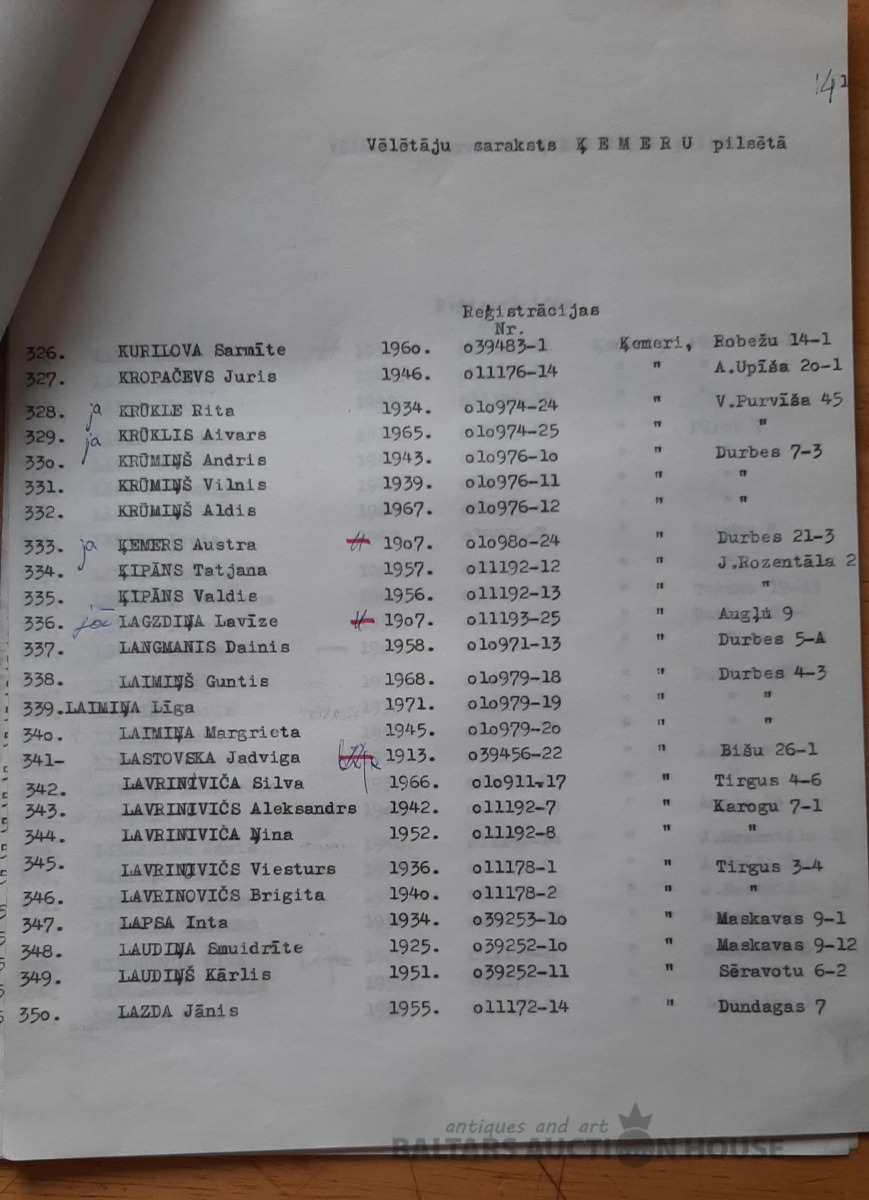 Vēlētāju saraksts ĶEMERU pilsētā
Reģistrācijas
Nr.
326. KURILOVA Sarmīte 196o. o39483-1 Ķemeri, Robežu 14-1
327. KROPAČEVS Juris 1946. o11176-14 " A.Upīša 2o-1
328. ja KRŪKLE Rita 1934. o1o974-24 " V.Purvīša 45
329. ja KRŪKLIS Aivars 1965. o1o974-25 " "
33o. KRŪMIŅŠ Andris 1943. o1o976-1o " Durbes 7-3
331. KRŪMIŅŠ Vilnis 1939. o1o976-11 " "
332. KRŪMIŅŠ Aldis 1967. o1o976-12 " "
333. ja ĶEMERS Austra 19o7. o1o98o-24 " Durbes 21-3
334. ĶIPĀNS Tatjana 1957. o11192-12 " J.Rozentāla 2
335. ĶIPĀNS Valdis 1956. o11192-13 " "
336. jā LAGZDIŅA Lavīze 19o7. o11193-25 " Augļu 9
337. LANGMANIS Dainis 1958. o1o971-13 " Durbes 5-A
338. LAIMIŅŠ Guntis 1968. o1o979-18 " Durbes 4-3
339. LAIMIŅA Līga 1971. o1o979-19 " "
34o. LAIMIŅA Margrieta 1945. o1o979-2o " "
341- LASTOVSKA Jadviga 1913. o39456-22 " Bišu 26-1
342. LAVRINIVIČA Silva 1966. o1o911-17 " Tirgus 4-6
343. LAVRINIVIČS Aleksandrs 1942. o11192-7 " Karogu 7-1
344. LAVRINIVIČA Ņina 1952. o11192-8 " "
345. LAVRINIVIČS Viesturs 1936. o11178-1 " Tirgus 3-4
346. LAVRINOVIČS Brigita 194o. o11178-2 " "
347. LAPSA Inta 1934. o39253-1o " Maskavas 9-1
348. LAUDIŅA Smuidrīte 1925. o39252-1o " Maskavas 9-12
349. LAUDIŅŠ Kārlis 1951. o39252-11 " Sēravotu 6-2
35o. LAZDA Jānis 1955. o11172-14 " Dundagas 7
antiques and art
BALTARS AUCTION HOUSE